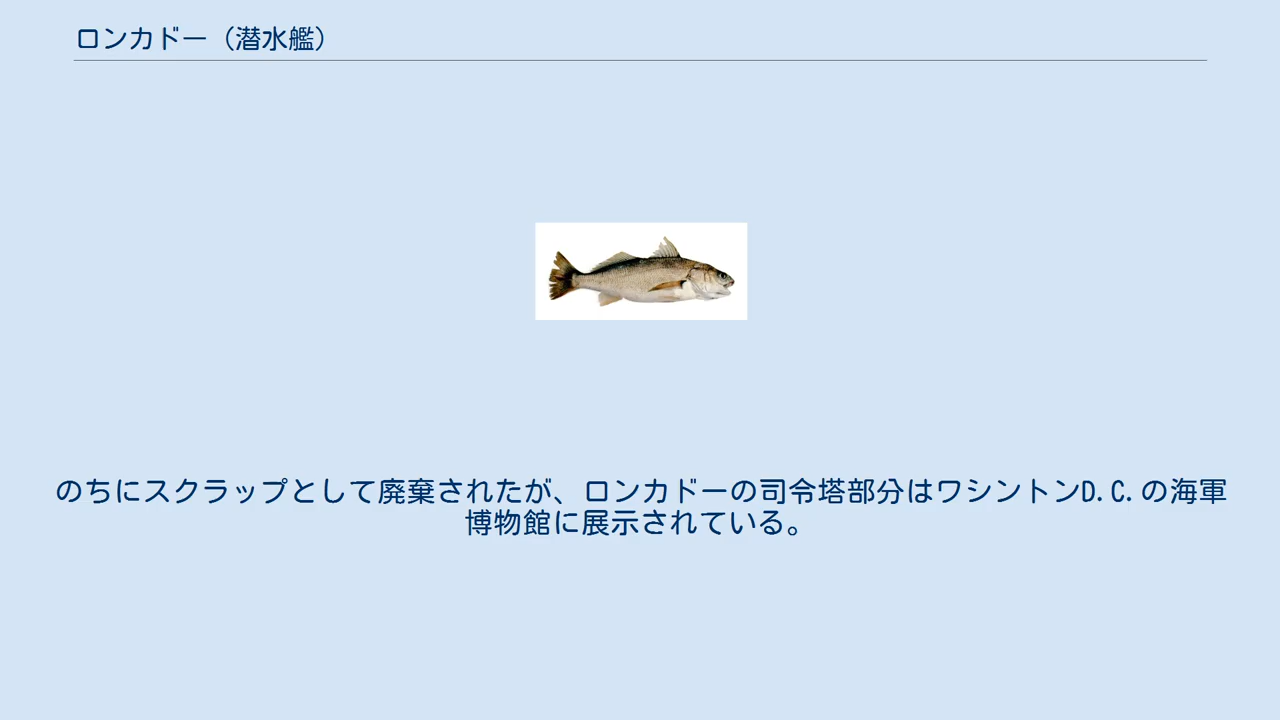 ロンカドー（潜水艦）
のちにスクラップとして廃棄されたが、ロンカドーの司令塔部分はワシントンD.C.の海軍
博物館に展示されている。